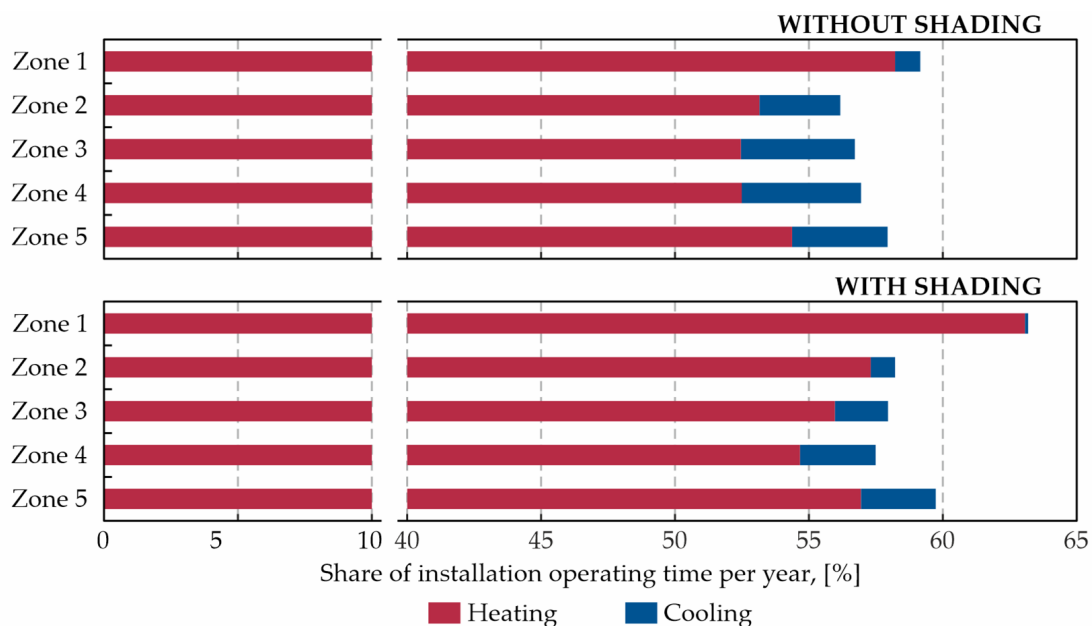 WITHOUT SHADING
Zone 1
Zone 2
Zone 3
Zone 4
Zone 5
WITH SHADING
Zone 1
Zone 2
Zone 3
Zone 4
Zone 5
0 5 10 40 45 50 55 60 65
Share of installation operating time per year, [%]
Heating Cooling